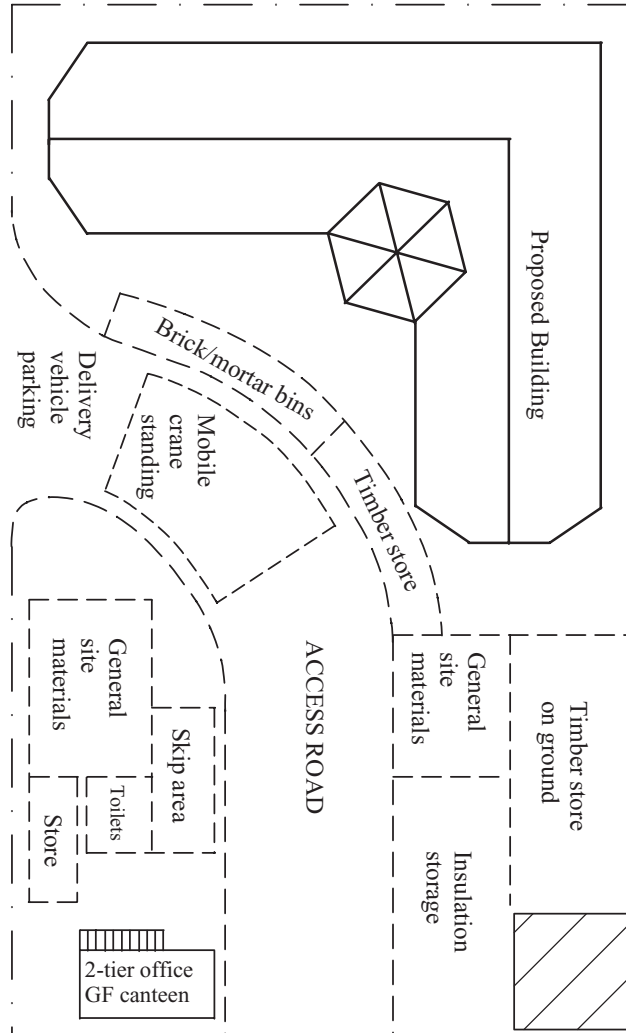 Proposed Building
Brick/mortar bins
Delivery
vehicle
parking
Mobile
crane
standing
Timber store
General
site
materials
ACCESS ROAD
General
site
materials
Timber store
on ground
Skip area
Toilets
Store
Insulation
storage
2-tier office
GF canteen